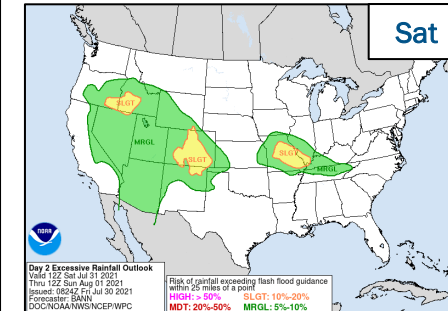 Sat
SLGT
MRGL
SLGT
SLGT
MRGL
NOAA
Day 2 Excessive Rainfall Outlook
Valid 12Z Sat Jul 31 2021
Thru 12Z Sun Aug 01 2021
Issued: 0824Z Fri Jul 30 2021
Forecaster: BANN
DOC/NOAA/NWS/NCEP/WPC
Risk of rainfall exceeding flash flood guidance
within 25 miles of a point
HIGH: > 50% SLGT: 10%-20%
MDT: 20%-50% MRGL: 5%-10%